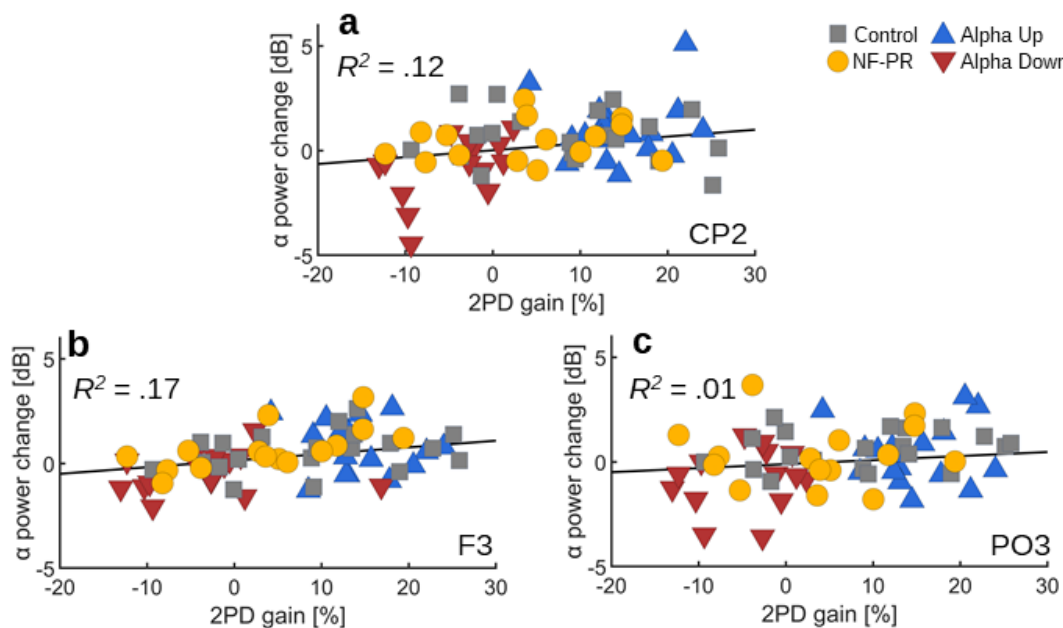 a
Control
Alpha Up
NF-PR
Alpha Down
α power change [dB]
5
0
-5
R² = .12
CP2
-20 -10 0 10 20 30
2PD gain [%]
b
α power change [dB]
5
0
-5
R² = .17
F3
-20 -10 0 10 20 30
2PD gain [%]
c
α power change [dB]
5
0
-5
R² = .01
PO3
-20 -10 0 10 20 30
2PD gain [%]